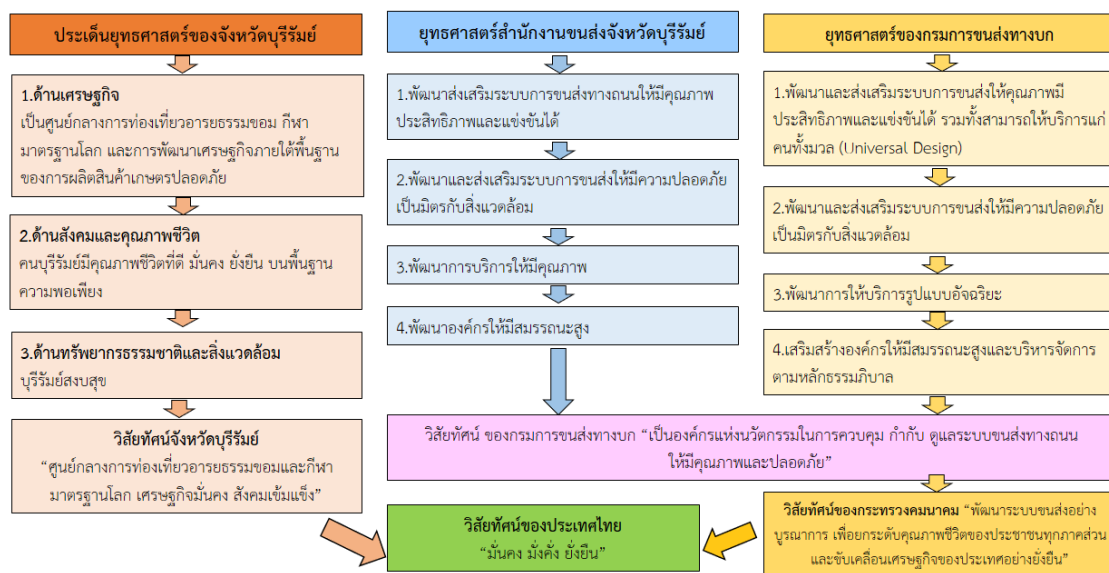 ประเด็นยุทธศาสตร์ของจังหวัดบุรีรัมย์
1.ด้านเศรษฐกิจ
เป็นศูนย์กลางการท่องเที่ยวอารยธรรมขอม กีฬา
มาตรฐานโลก และการพัฒนาเศรษฐกิจภายใต้พื้นฐาน
ของการผลิตสินค้าเกษตรปลอดภัย
2.ด้านสังคมและคุณภาพชีวิต
คนบุรีรัมย์มีคุณภาพชีวิตที่ดี มั่นคง ยั่งยืน บนพื้นฐาน
ความพอเพียง
3.ด้านทรัพยากรธรรมชาติและสิ่งแวดล้อม
บุรีรัมย์สงบสุข
วิสัยทัศน์จังหวัดบุรีรัมย์
“ศูนย์กลางการท่องเที่ยวอารยธรรมขอมและกีฬา
มาตรฐานโลก เศรษฐกิจมั่นคง สังคมเข้มแข็ง”
ยุทธศาสตร์สำนักงานขนส่งจังหวัดบุรีรัมย์
1.พัฒนาส่งเสริมระบบการขนส่งทางถนนให้มีคุณภาพ
ประสิทธิภาพและแข่งขันได้
2.พัฒนาและส่งเสริมระบบการขนส่งให้มีความปลอดภัย
เป็นมิตรกับสิ่งแวดล้อม
3.พัฒนาการบริการให้มีคุณภาพ
4.พัฒนาองค์กรให้มีสมรรถนะสูง
ยุทธศาสตร์ของกรมการขนส่งทางบก
1.พัฒนาและส่งเสริมระบบการขนส่งให้คุณภาพมี
ประสิทธิภาพและแข่งขันได้ รวมทั้งสามารถให้บริการแก่
คนทั้งมวล (Universal Design)
2.พัฒนาและส่งเสริมระบบการขนส่งให้มีความปลอดภัย
เป็นมิตรกับสิ่งแวดล้อม
3.พัฒนาการให้บริการรูปแบบอัจฉริยะ
4.เสริมสร้างองค์กรให้มีสมรรถนะสูงและบริหารจัดการ
ตามหลักธรรมภิบาล
วิสัยทัศน์ ของกรมการขนส่งทางบก “เป็นองค์กรแห่งนวัตกรรมในการควบคุม กำกับ ดูแลระบบขนส่งทางถนน
ให้มีคุณภาพและปลอดภัย”
วิสัยทัศน์ของกระทรวงคมนาคม “พัฒนาระบบขนส่งอย่าง
บูรณาการ เพื่อยกระดับคุณภาพชีวิตของประชาชนทุกภาคส่วน
และขับเคลื่อนเศรษฐกิจของประเทศอย่างยั่งยืน”
วิสัยทัศน์ของประเทศไทย
“มั่นคง มั่งคั่ง ยั่งยืน”